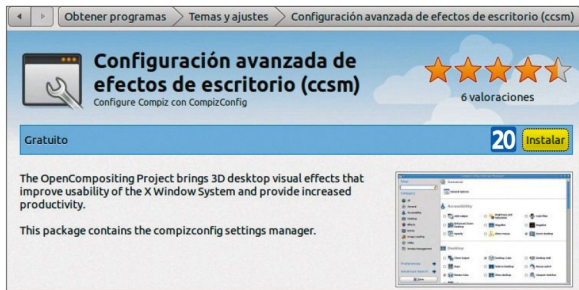 Obtener programas Temas y ajustes Configuración avanzada de efectos de escritorio (ccsm)
Configuración avanzada de
efectos de escritorio (ccsm)
Configure Compiz con CompizConfig
6 valoraciones
Gratuito
20
Instalar
The OpenCompositing Project brings 3D desktop visual effects that
improve usability of the X Window System and provide increased
productivity.
This package contains the compizconfig settings manager.
Accessibility
Desktop